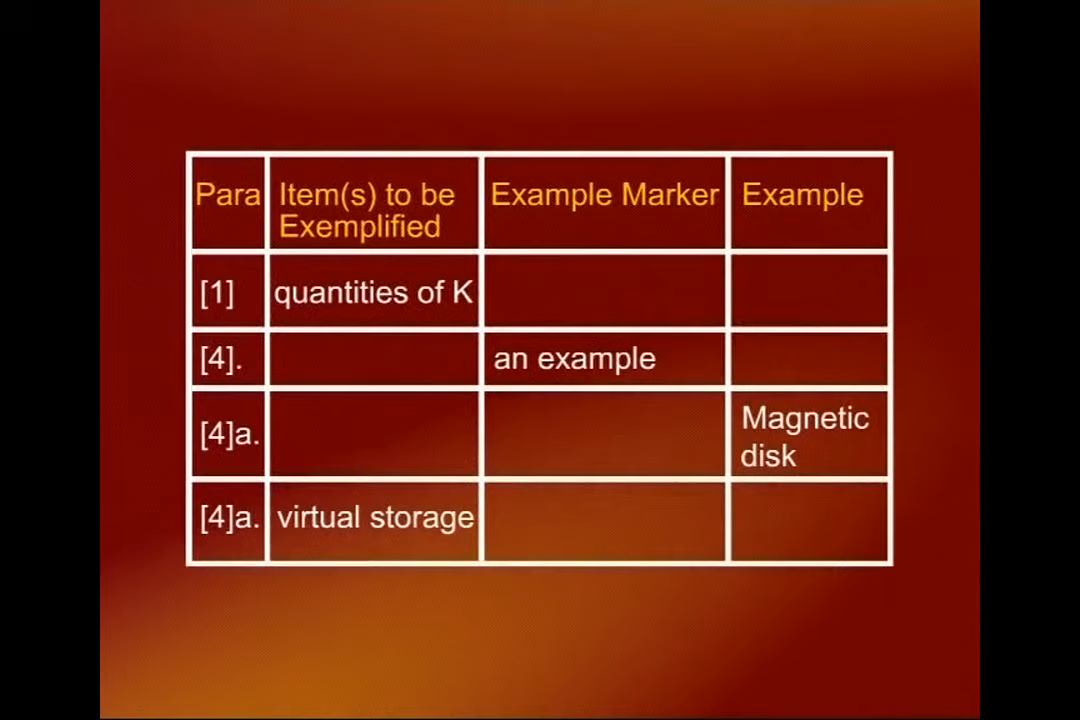 Para Item(s) to be Exemplified Example Marker Example
[1] quantities of K
[4]. an example
[4]a. Magnetic disk
[4]a. virtual storage